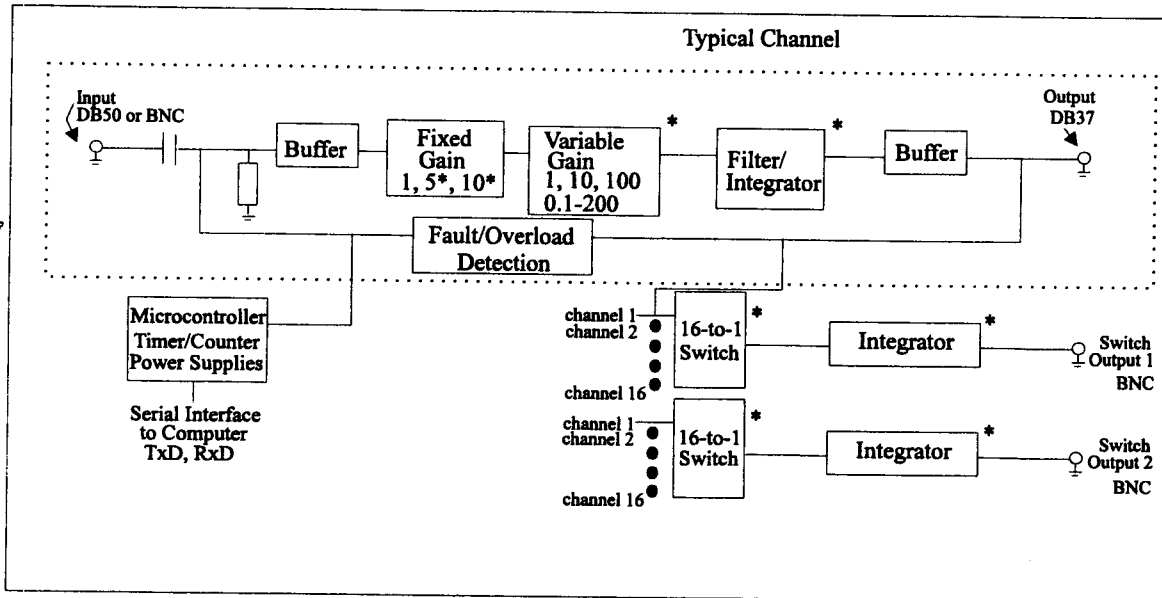 Typical Channel
Input
DB50 or BNC
Output
DB37
Buffer
Fixed
Gain
1, 5*, 10*
Variable
Gain
1, 10, 100
0.1-200
*
Filter/
Integrator
*
Buffer
Fault/Overload
Detection
Microcontroller
Timer/Counter
Power Supplies
Serial Interface
to Computer
TxD, RxD
channel 1
channel 2
channel 16
16-to-1
Switch
*
Integrator
*
Switch
Output 1
BNC
channel 1
channel 2
channel 16
16-to-1
Switch
*
Integrator
*
Switch
Output 2
BNC